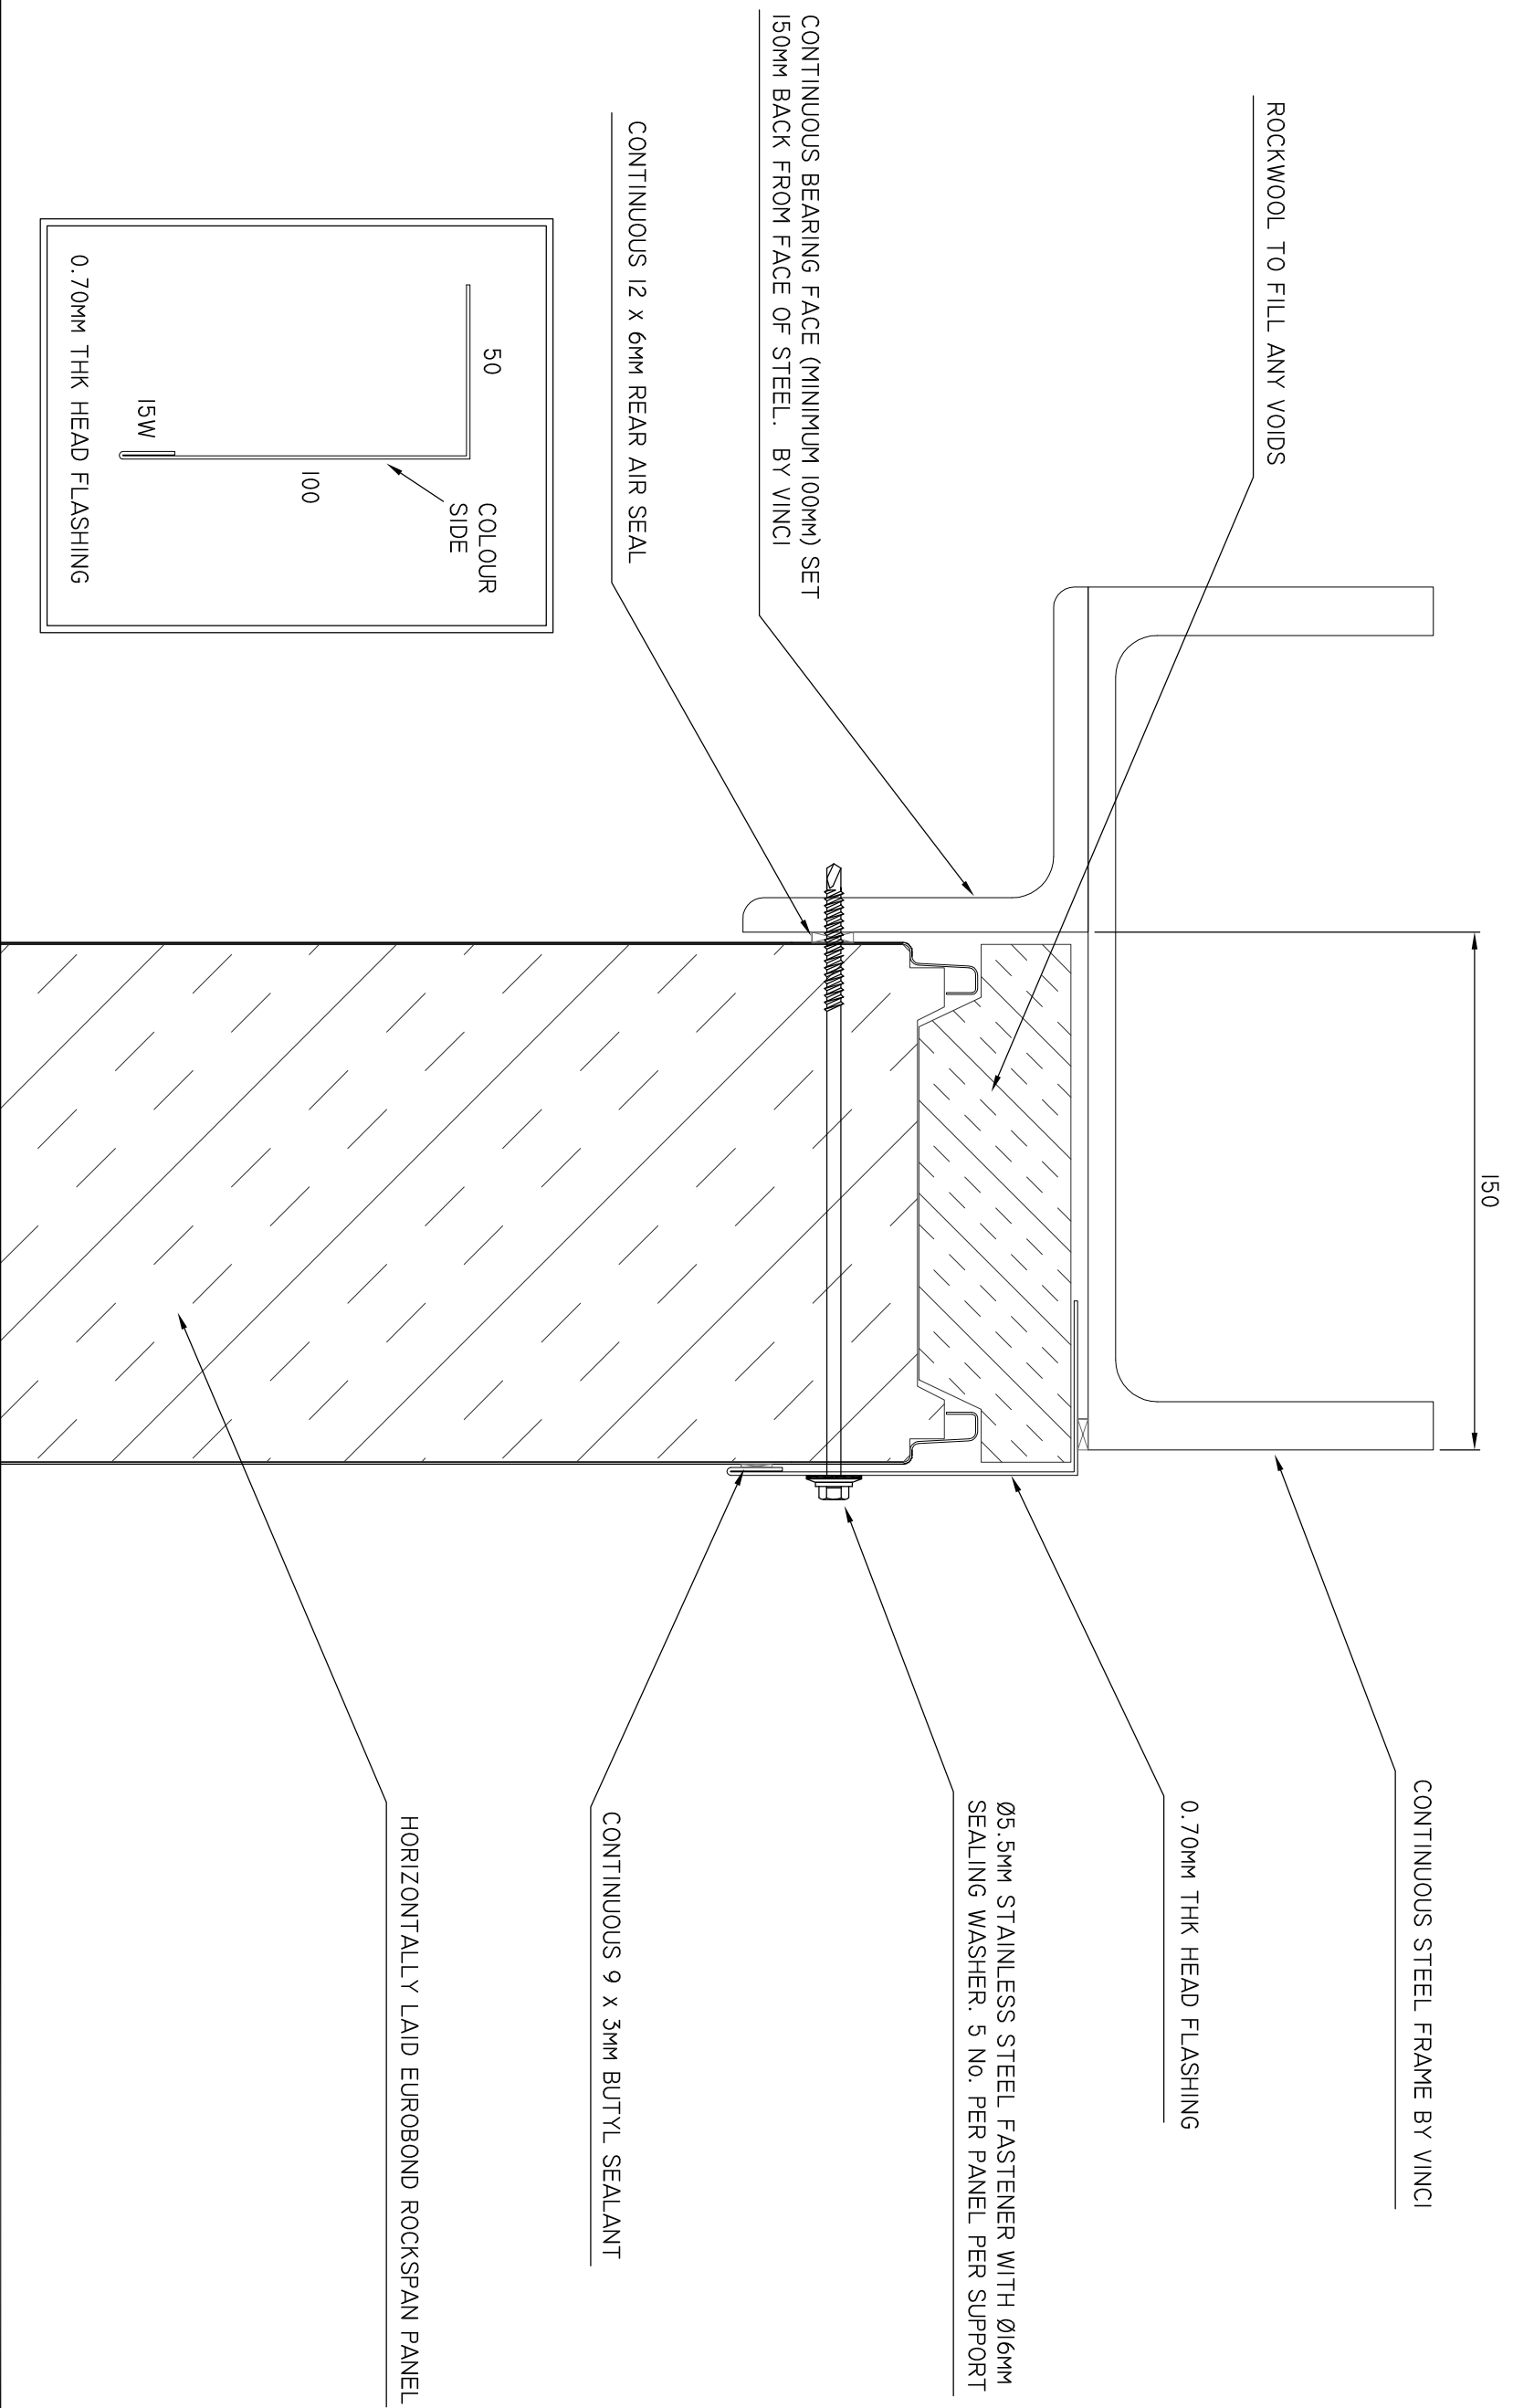 150
CONTINUOUS STEEL FRAME BY VINCI
ROCKWOOL TO FILL ANY VOIDS
0.70MM THK HEAD FLASHING
Ø5.5MM STAINLESS STEEL FASTENER WITH Ø16MM
SEALING WASHER. 5 No. PER PANEL PER SUPPORT
CONTINUOUS BEARING FACE (MINIMUM 100MM) SET
150MM BACK FROM FACE OF STEEL. BY VINCI
CONTINUOUS 12 x 6MM REAR AIR SEAL
CONTINUOUS 9 x 3MM BUTYL SEALANT
HORIZONTALLY LAID EUROBOND ROCKSPAN PANEL
50
COLOUR
SIDE
100
15W
0.70MM THK HEAD FLASHING